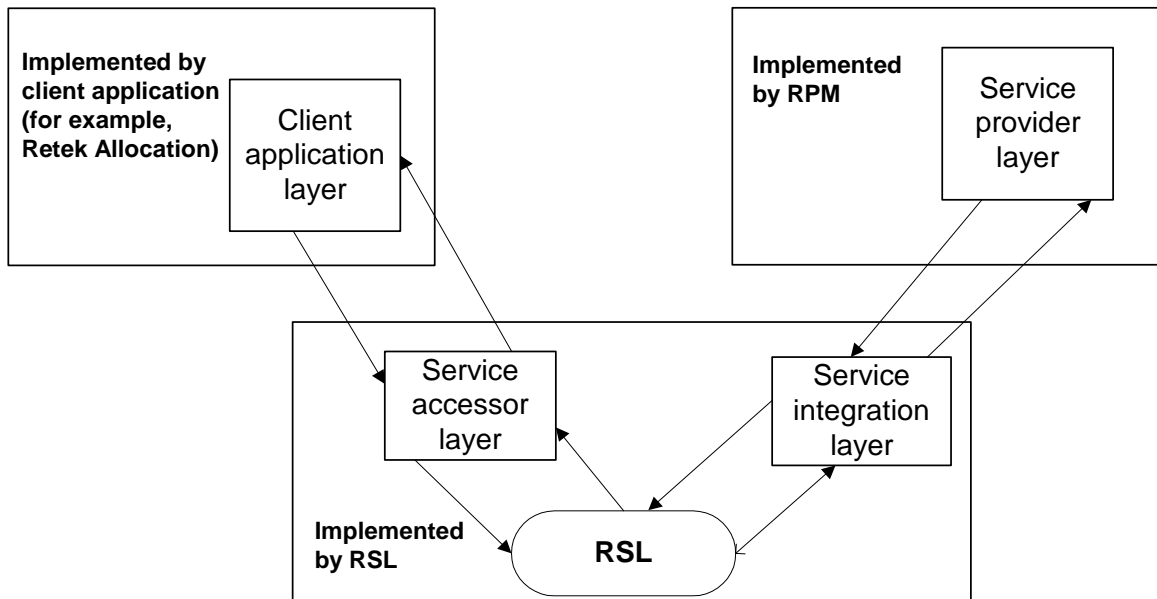 Implemented by
client application
(for example,
Retek Allocation)
Client
application
layer
Implemented
by RPM
Service
provider
layer
Service
accessor
layer
Service
integration
layer
Implemented
by RSL
RSL